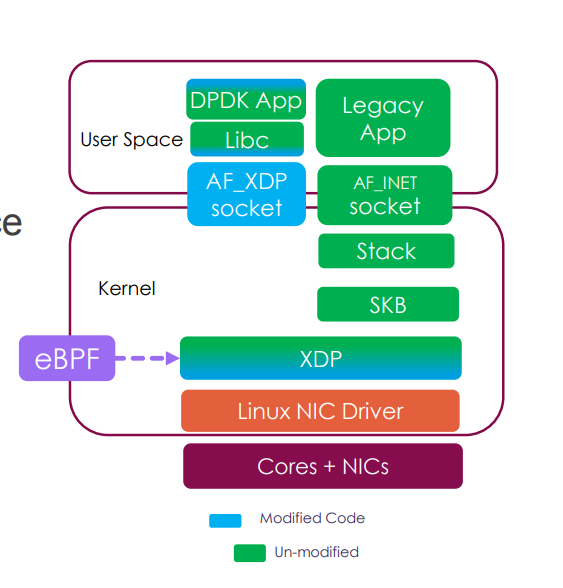 DPDK App
Legacy
App
User Space
Libc
AF_XDP
socket
AF_INET
socket
ce
Stack
Kernel
SKB
eBPF
XDP
Linux NIC Driver
Cores + NICs
Modified Code
Un-modified